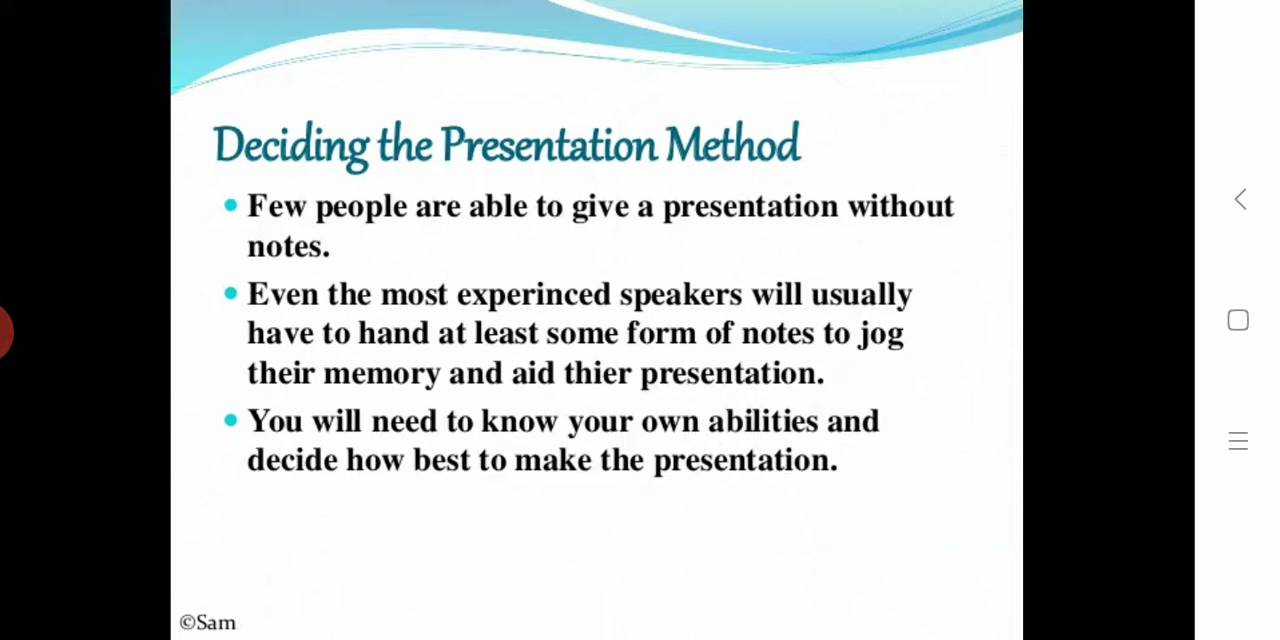 Deciding the Presentation Method
• Few people are able to give a presentation without
notes.
• Even the most experinced speakers will usually
have to hand at least some form of notes to jog
their memory and aid thier presentation.
• You will need to know your own abilities and
decide how best to make the presentation.
©Sam